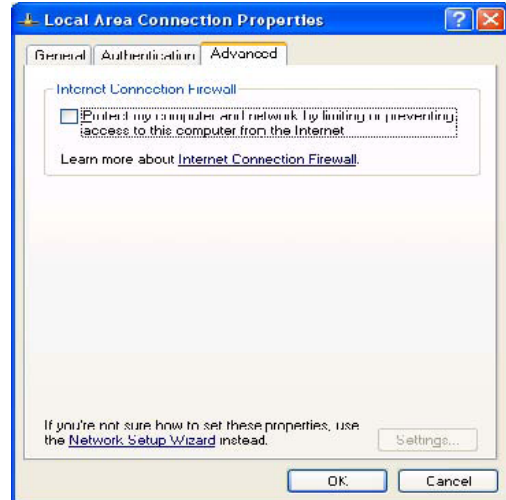 Local Area Connection Properties
General Authentication Advanced
Internet Connection Firewall
Protect my computer and network by limiting or preventing
access to this computer from the Internet
Learn more about Internet Connection Firewall.
If you're not sure how to set these properties, use
the Network Setup Wizard instead.
Settings...
OK Cancel